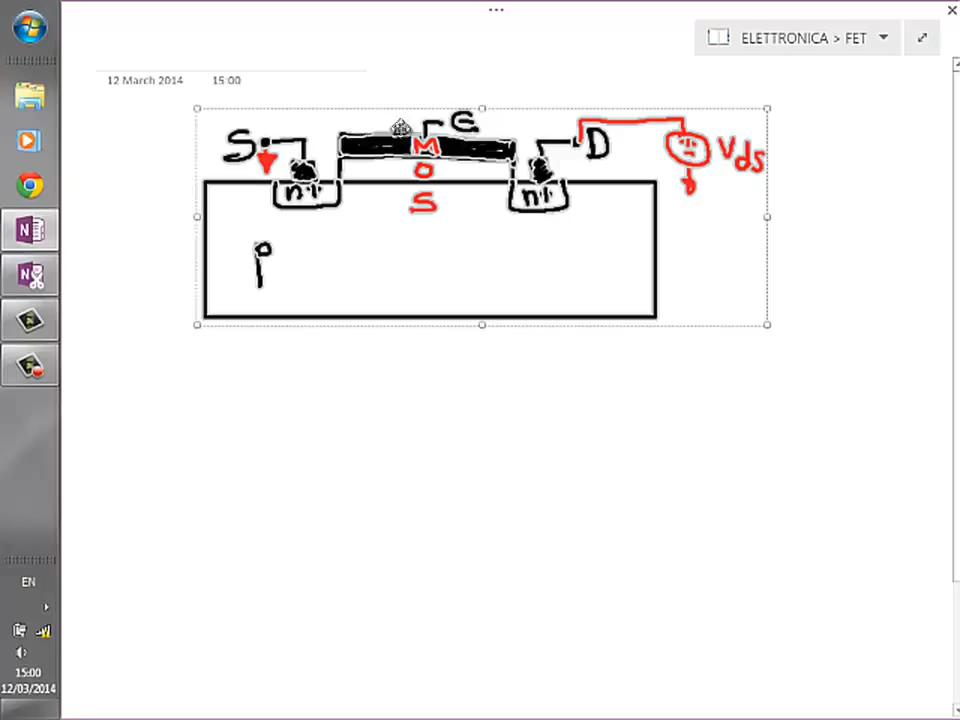 ELETTRONICA > FET
12 March 2014 15:00
S G D Vds
M
O
n+ n+
S
P
EN
15:00
12/03/2014